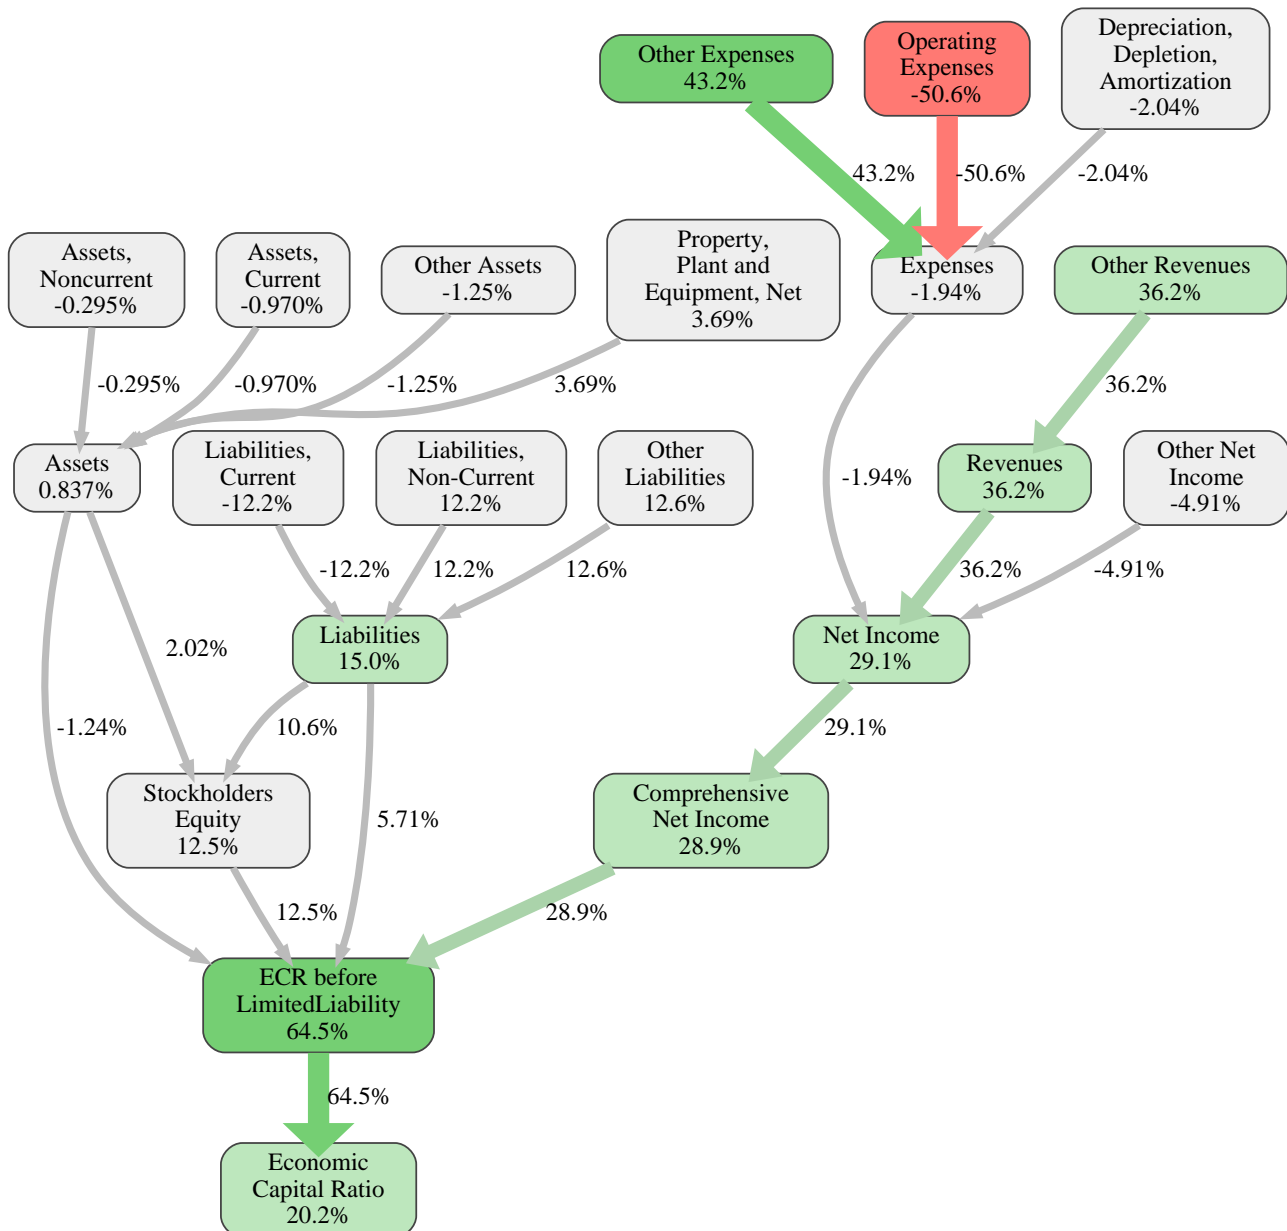 Other Expenses
43.2%
Operating
Expenses
-50.6%
Depreciation,
Depletion,
Amortization
-2.04%
43.2%
-50.6%
-2.04%
Assets,
Noncurrent
-0.295%
Assets,
Current
-0.970%
Other Assets
-1.25%
Property,
Plant and
Equipment, Net
3.69%
Expenses
-1.94%
Other Revenues
36.2%
-0.295%
-0.970%
-1.25%
3.69%
36.2%
Assets
0.837%
Liabilities,
Current
-12.2%
Liabilities,
Non-Current
12.2%
Other
Liabilities
12.6%
-1.94%
Revenues
36.2%
Other Net
Income
-4.91%
-12.2%
12.2%
12.6%
36.2%
-4.91%
2.02%
Liabilities
15.0%
Net Income
29.1%
-1.24%
10.6%
29.1%
Stockholders
Equity
12.5%
5.71%
Comprehensive
Net Income
28.9%
12.5%
28.9%
ECR before
LimitedLiability
64.5%
64.5%
Economic
Capital Ratio
20.2%